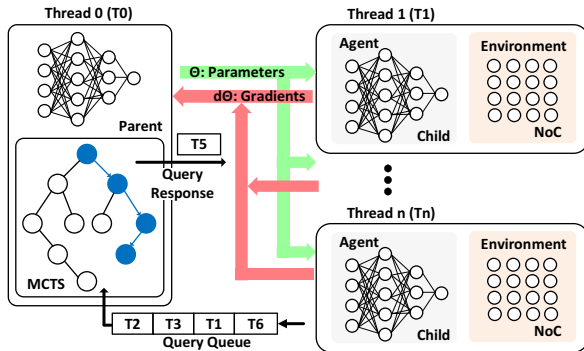 Thread 0 (T0)
Thread 1 (T1)
Θ: Parameters
dΘ: Gradients
Agent
Environment
Child
NoC
Parent
T5
Query
Response
MCTS
Thread n (Tn)
Agent
Environment
Child
NoC
T2 T3 T1 T6
Query Queue